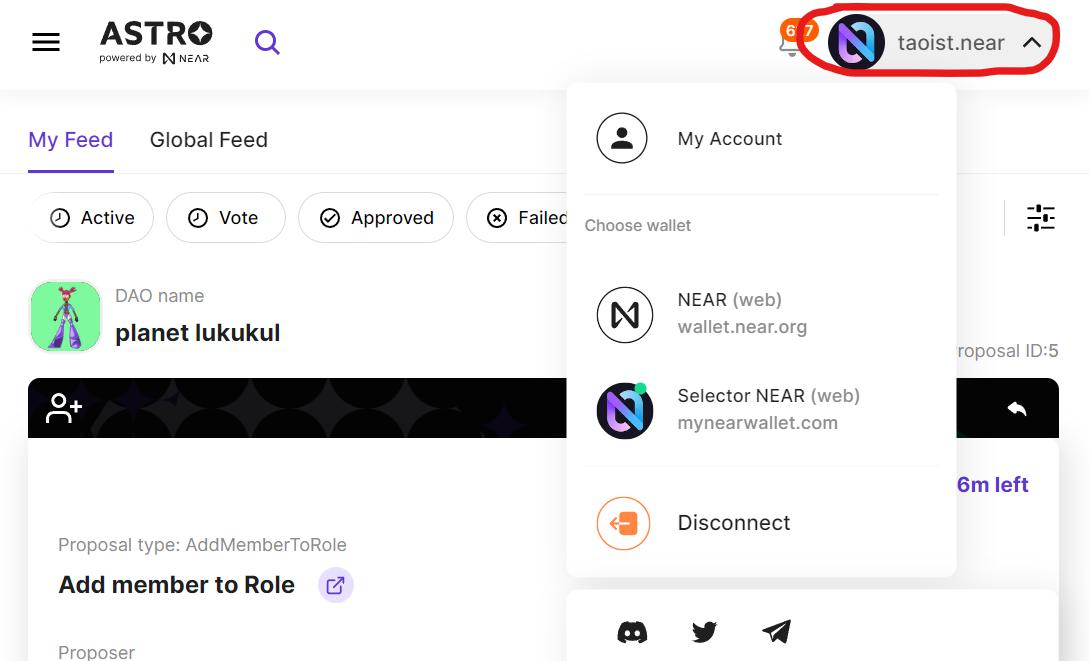 ASTRO
powered by NEAR
taoist.near
My Feed
Global Feed
My Account
Active
Vote
Approved
Failed
Choose wallet
DAO name
planet lukukul
NEAR (web)
wallet.near.org
roposal ID:5
Selector NEAR (web)
mynearwallet.com
6m left
Disconnect
Proposal type: AddMemberToRole
Add member to Role
Proposer